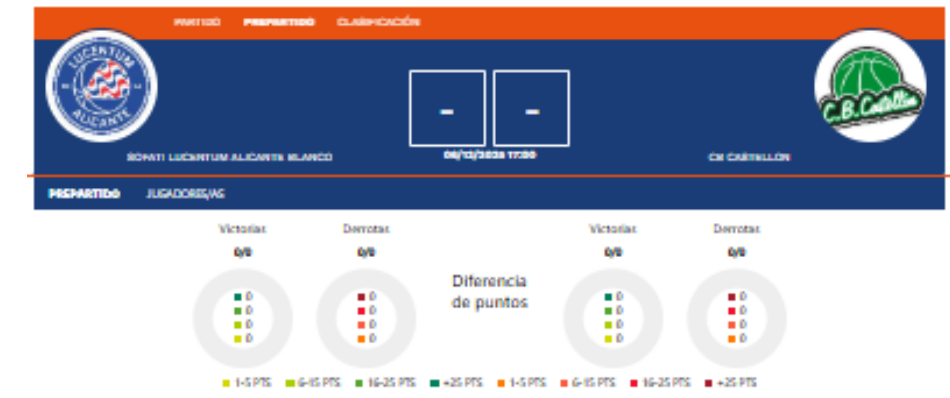 PARTIDO PREPARTIDO CLASIFICACIÓN
LUCENTUM
ALICANTE
C.B. Castellón
- -
LUCENTUM ALICANTE BLANCO
17:00
CB CASTELLÓN
PREPARTIDO JUGADORES/AS
Victorias Derrotas Victorias Derrotas
0/0 0/0 0/0 0/0
Diferencia
de puntos
0 0 0 0
0 0 0 0
0 0 0 0
0 0 0 0
1-5 PTS 6-15 PTS 16-25 PTS +25 PTS 1-5 PTS 6-15 PTS 16-25 PTS +25 PTS